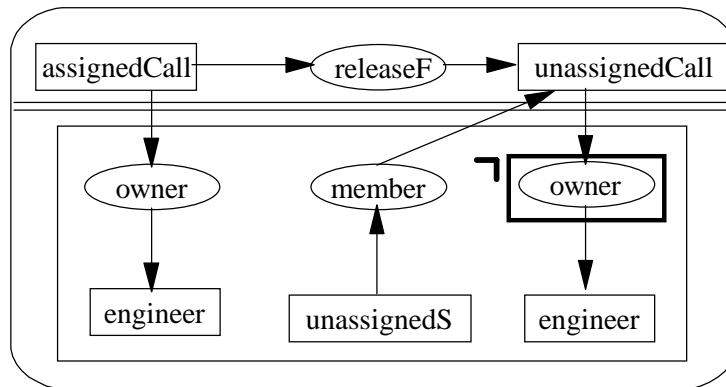 assignedCall
releaseF
unassignedCall
owner
member
¬
owner
engineer
unassignedS
engineer